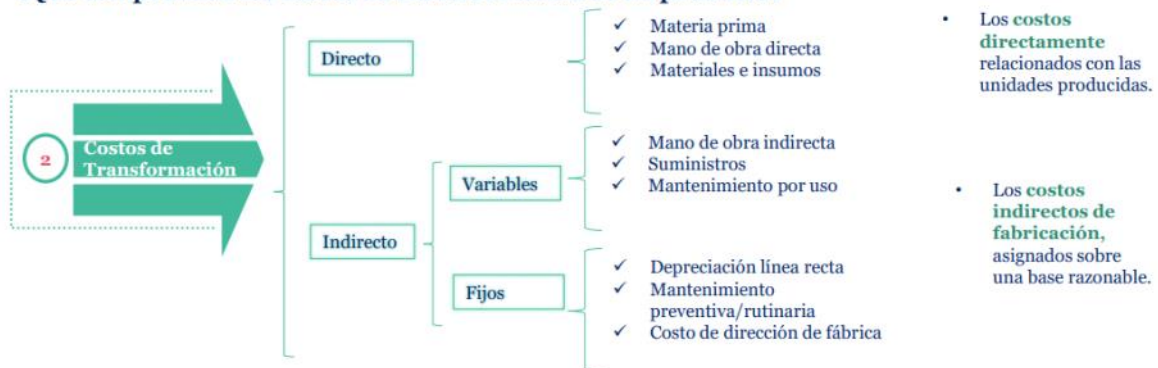 2
Costos de
Transformación
Directo
✓ Materia prima
✓ Mano de obra directa
✓ Materiales e insumos
Indirecto
Variables
✓ Mano de obra indirecta
✓ Suministros
✓ Mantenimiento por uso
Fijos
✓ Depreciación línea recta
✓ Mantenimiento
preventiva/rutinaria
✓ Costo de dirección de fábrica
• Los costos
directamente
relacionados con las
unidades producidas.
• Los costos
indirectos de
fabricación,
asignados sobre
una base razonable.